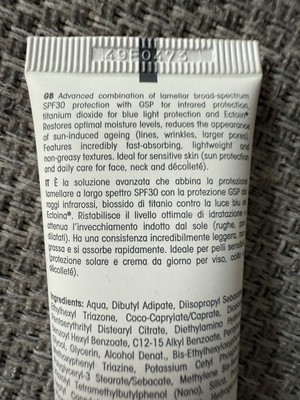 49E0473
GB Advanced combination of lamellar broad-spectrum
SPF30 protection with GSP for infrared protection,
titanium dioxide for blue light protection and Ectoin®.
Restores optimal moisture levels, reduces the appearance
of sun-induced ageing (lines, wrinkles, larger pores).
Features incredibly fast-absorbing, lightweight and
non-greasy textures. Ideal for sensitive skin (sun protection
and daily care for face, neck and décolleté).
IT È la soluzione avanzata che abbina la protezione
lamellare a largo spettro SPF30 con la protezione GSP
raggi infrarossi, biossido di titanio contro la luce blu e
Ectoina®. Ristabilisce il livello ottimale di idratazione
attenua l'invecchiamento indotto dal sole (rughe,
dilatati). Ha una consistenza incredibilmente leggera,
grassa e si assorbe rapidamente. Ideale per pelli
(protezione solare e crema da giorno per viso, collo
décolleté).
Ingredients: Aqua, Dibutyl Adipate, Diisopropyl Sebacate,
Ethylhexyl Triazone, Coco-Caprylate/Caprate,
Pentaerythrityl Distearyl Citrate, Diethylamino
Benzoyl Hexyl Benzoate, C12-15 Alkyl Benzoate,
Glycerin, Alcohol Denat.,
Triazine, Potassium Cetyl
3 Stearate/Sebacate, Methylene
Tetramethylbutylphenol (Nano),